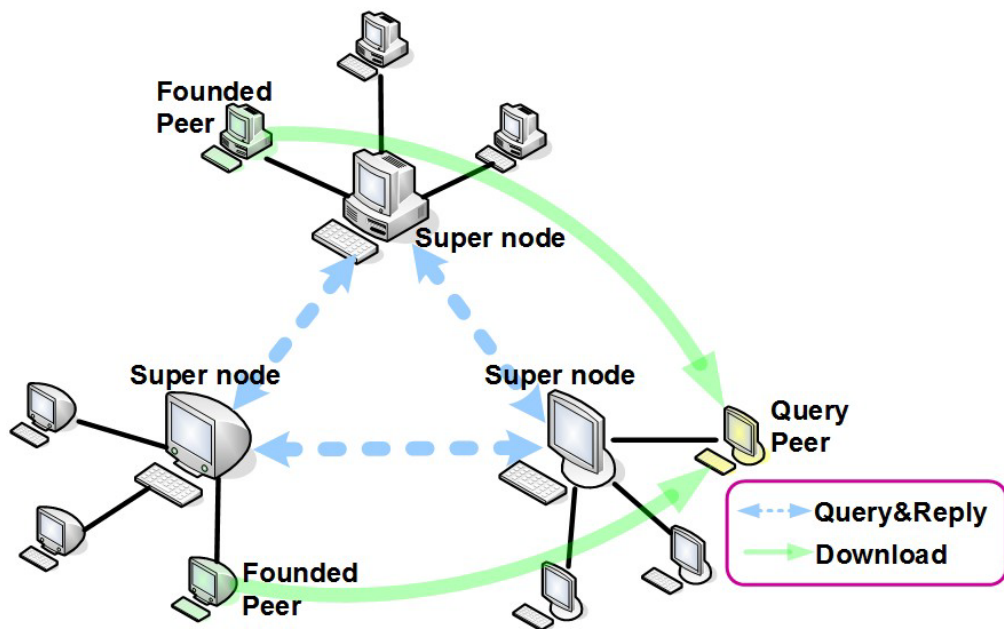 Founded
Peer
Super node
Super node
Super node
Query
Peer
Founded
Peer
Query&Reply
Download